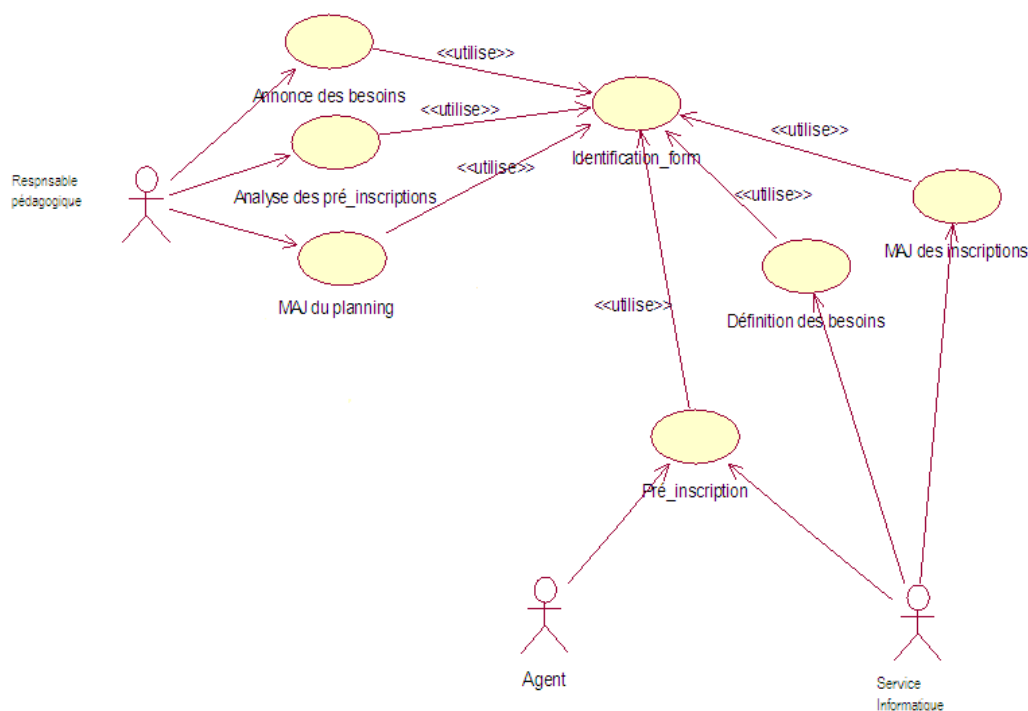 <<utilise>>
Annonce des besoins
<<utilise>>
<<utilise>>
Identification_form
<<utilise>>
Respnsable
pédagogique
Analyse des pré_inscriptions
<<utilise>>
MAJ des inscriptions
MAJ du planning
<<utilise>>
Définition des besoins
Pré_inscription
Agent
Service
Informatique